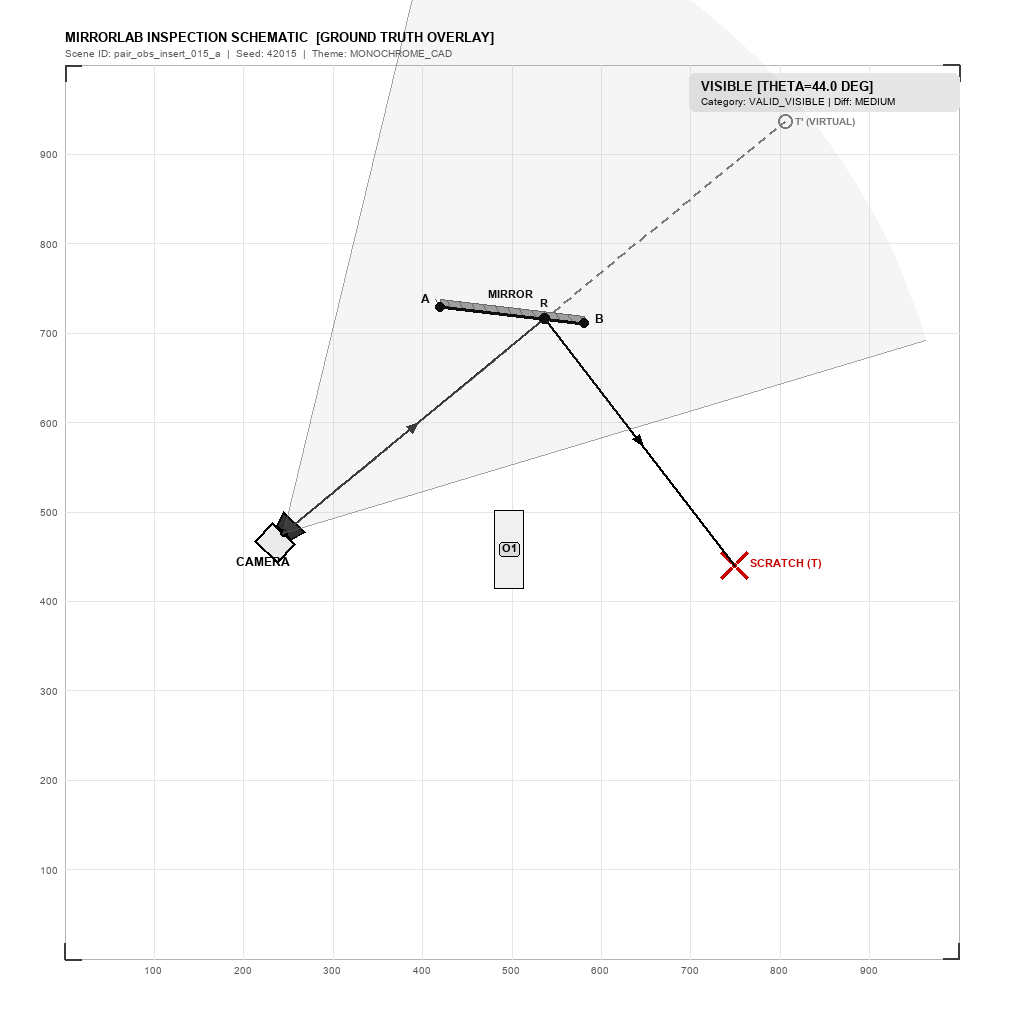 MIRRORLAB INSPECTION SCHEMATIC [GROUND TRUTH OVERLAY]
Scene ID: pair_obs_insert_015_a | Seed: 42015 | Theme: MONOCHROME_CAD
VISIBLE [THETA=44.0 DEG]
Category: VALID_VISIBLE | Diff: MEDIUM
T' (VIRTUAL)
900
800
MIRROR
A
R
B
700
600
500
O1
CAMERA
SCRATCH (T)
400
300
200
100
100 200 300 400 500 600 700 800 900